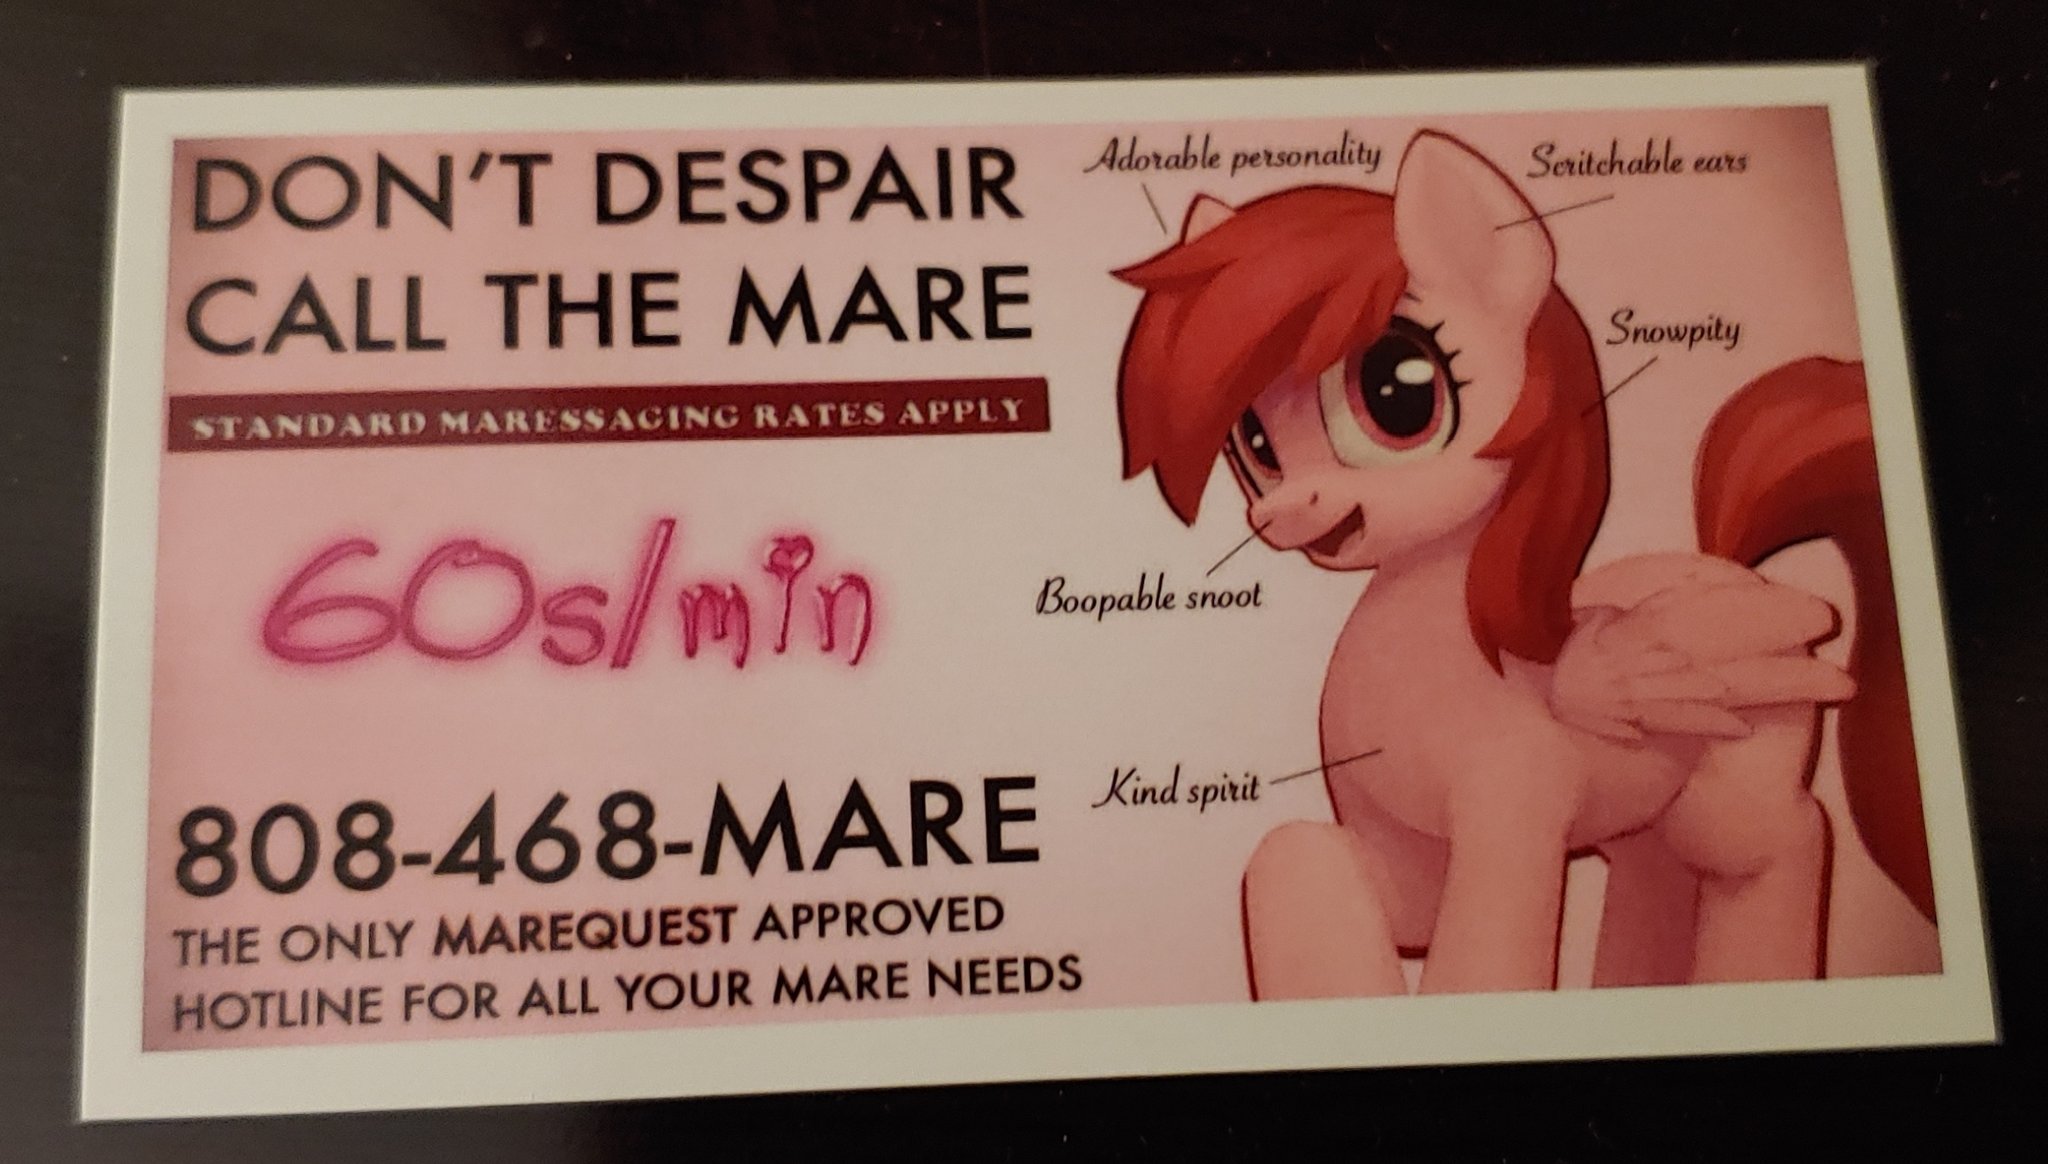 DON'T DESPAIR
CALL THE MARE
STANDARD MARESSAGING RATES APPLY
60s/min
808-468-MARE
THE ONLY MAREQUEST APPROVED
HOTLINE FOR ALL YOUR MARE NEEDS
Adorable personality
Scritchable ears
Snowpity
Boopable snoot
Kind spirit